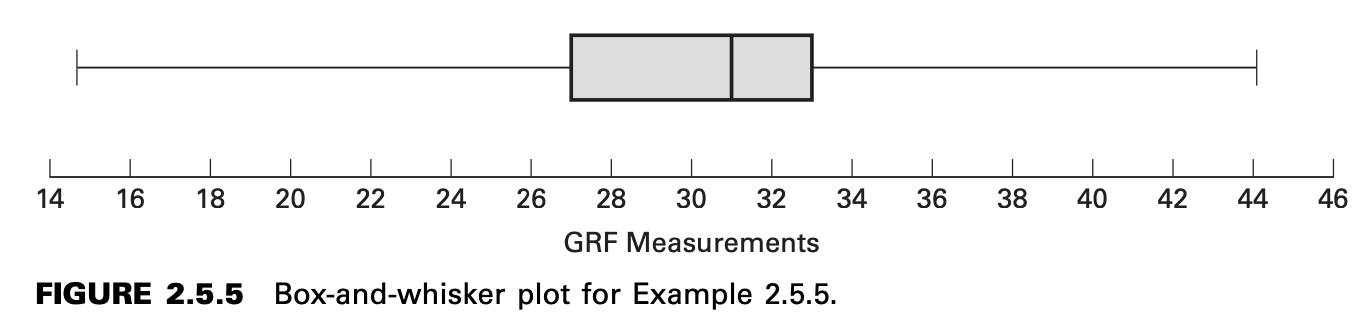 14 16 18 20 22 24 26 28 30 32 34 36 38 40 42 44 46
GRF Measurements
FIGURE 2.5.5 Box-and-whisker plot for Example 2.5.5.